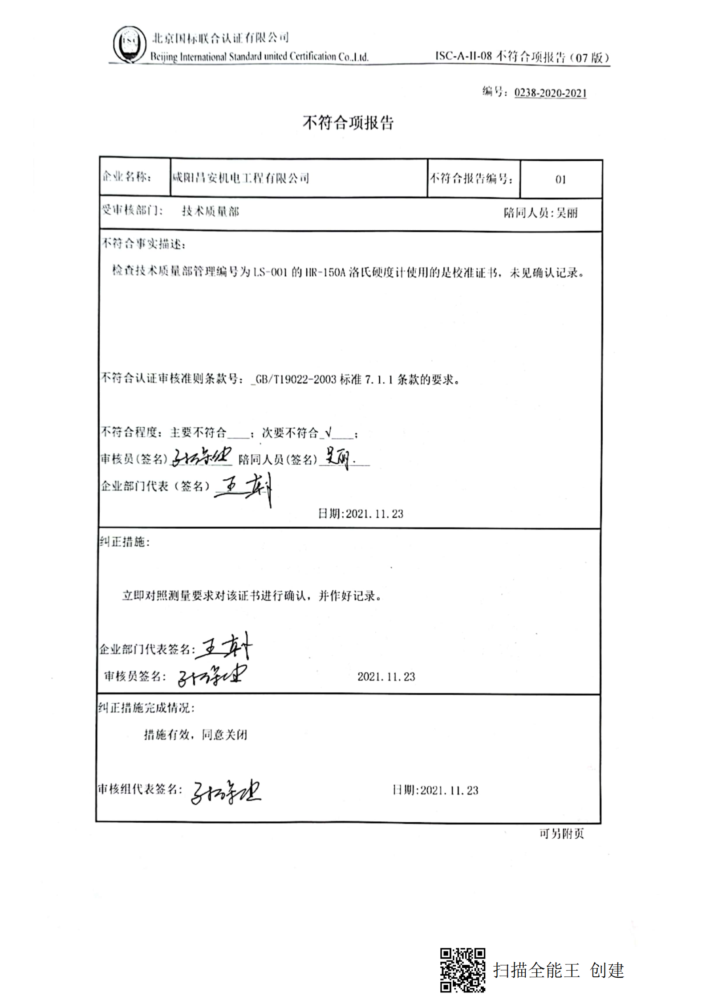 ISC
北京国标联合认证有限公司
Beijing International Standard united Certification Co.,Ltd.
ISC-A-II-08 不符合项报告（07 版）
编号：0238-2020-2021
不符合项报告
企业名称： 咸阳昌安机电工程有限公司 不符合报告编号： 01
受审核部门： 技术质量部 陪同人员：吴丽
不符合事实描述：
检查技术质量部管理编号为 LS-001 的 HR-150A 洛氏硬度计使用的是校准证书，未见确认记录。
不符合认证审核准则条款号：_GB/T19022-2003 标准 7.1.1 条款的要求。
不符合程度：主要不符合____；次要不符合_√____；
审核员(签名) 陪同人员(签名) 吴丽.
企业部门代表（签名）
日期:2021.11.23
纠正措施：
立即对照测量要求对该证书进行确认，并作好记录。
企业部门代表签名:
审核员签名： 2021.11.23
纠正措施完成情况：
措施有效，同意关闭
审核组代表签名： 日期:2021.11.23
可另附页
扫描全能王 创建